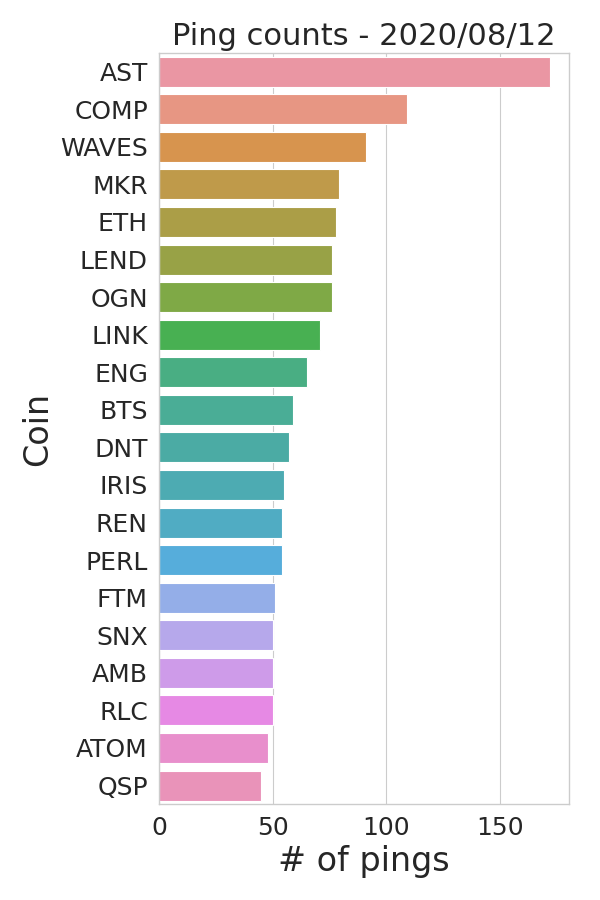 Ping counts - 2020/08/12
AST
COMP
WAVES
MKR
ETH
LEND
OGN
LINK
ENG
BTS
DNT
IRIS
REN
PERL
FTM
SNX
AMB
RLC
ATOM
QSP
Coin
0 50 100 150
# of pings